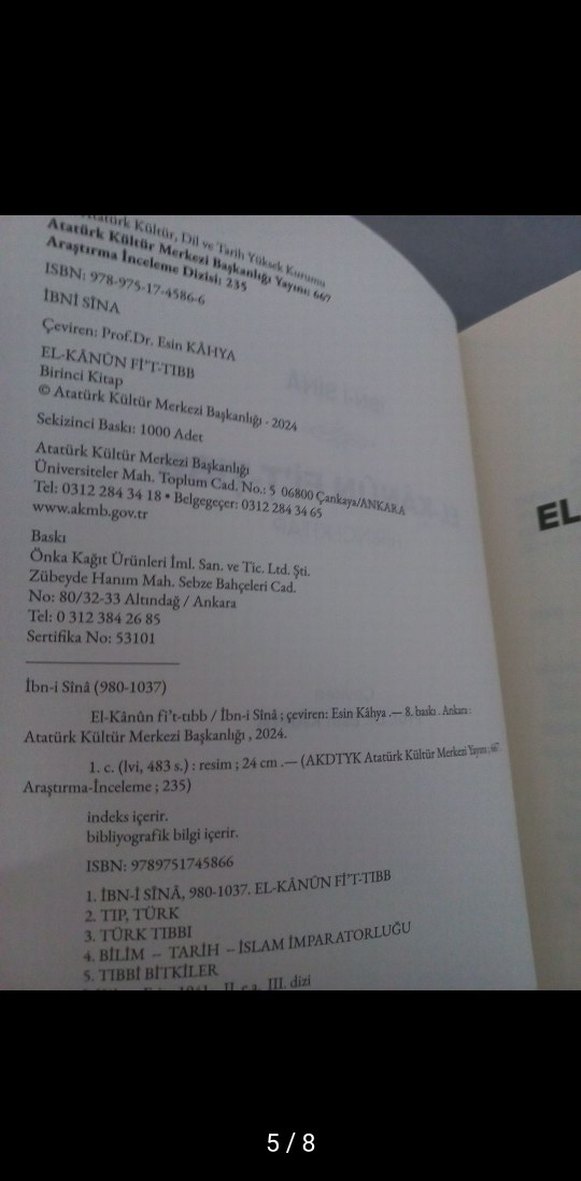 Atatürk Kültür, Dil ve Tarih Yüksek Kurumu
Atatürk Kültür Merkezi Başkanlığı Yayını: 667
Araştırma İnceleme Dizisi: 235
ISBN: 978-975-17-4586-6
İBNİ SÎNA
Çeviren: Prof.Dr. Esin KÂHYA
EL-KÂNÛN Fİ’T-TIBB
Birinci Kitap
© Atatürk Kültür Merkezi Başkanlığı - 2024
Sekizinci Baskı: 1000 Adet
Atatürk Kültür Merkezi Başkanlığı
Üniversiteler Mah. Toplum Cad. No.: 5 06800 Çankaya/ANKARA
Tel: 0312 284 34 18 • Belgegeçer: 0312 284 34 65
www.akmb.gov.tr
Baskı
Önka Kağıt Ürünleri İml. San. ve Tic. Ltd. Şti.
Zübeyde Hanım Mah. Sebze Bahçeleri Cad.
No: 80/32-33 Altındağ / Ankara
Tel: 0 312 384 26 85
Sertifika No: 53101
İbn-i Sînâ (980-1037)
El-Kânûn fi’t-tıbb / İbn-i Sînâ ; çeviren: Esin Kâhya .— 8. baskı . Ankara :
Atatürk Kültür Merkezi Başkanlığı , 2024.
1. c. (lvi, 483 s.) : resim ; 24 cm .— (AKDTYK Atatürk Kültür Merkezi Yayını ; 667
Araştırma-İnceleme ; 235)
indeks içerir.
bibliyografik bilgi içerir.
ISBN: 9789751745866
1. İBN-İ SÎNÂ, 980-1037. EL-KÂNÛN Fİ’T-TIBB
2. TIP, TÜRK
3. TÜRK TIBBI
4. BİLİM – TARİH – İSLAM İMPARATORLUĞU
5. TIBBİ BİTKİLER
II. e.a. III. dizi
EL
5 / 8